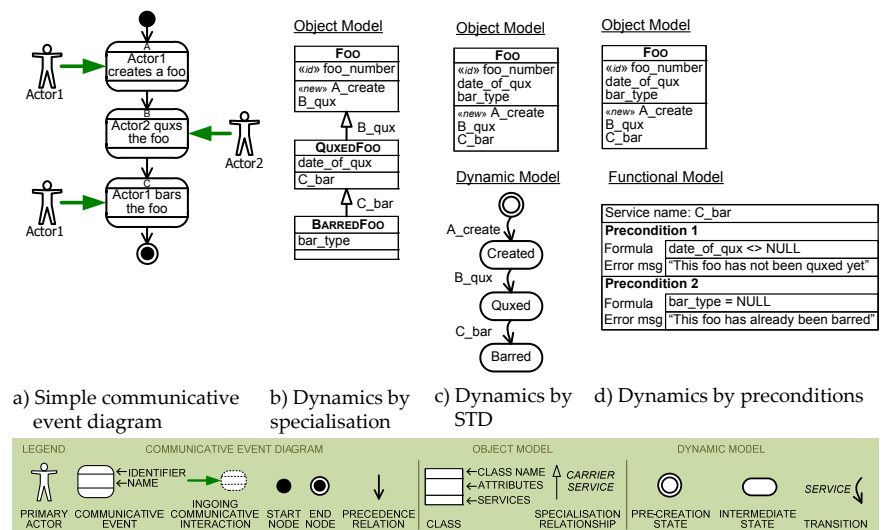 A
Actor1
creates a foo
Actor1
B
Actor2 quxs
the foo
Actor2
C
Actor1 bars
the foo
Actor1
a) Simple communicative
event diagram
Object Model
FOO
«id» foo_number
«new» A_create
B_qux
B_qux
QUXEDFOO
date_of_qux
C_bar
C_bar
BARREDFOO
bar_type
b) Dynamics by
specialisation
Object Model
FOO
«id» foo_number
date_of_qux
bar_type
«new» A_create
B_qux
C_bar
Dynamic Model
A_create
Created
B_qux
Quxed
C_bar
Barred
c) Dynamics by
STD
Object Model
FOO
«id» foo_number
date_of_qux
bar_type
«new» A_create
B_qux
C_bar
Functional Model
Service name: C_bar
Precondition 1
Formula date_of_qux <> NULL
Error msg "This foo has not been quxed yet"
Precondition 2
Formula bar_type = NULL
Error msg "This foo has already been barred"
d) Dynamics by preconditions
LEGEND
COMMUNICATIVE EVENT DIAGRAM
PRIMARY
ACTOR
IDENTIFIER
NAME
COMMUNICATIVE
EVENT
INGOING
COMMUNICATIVE
INTERACTION
START
NODE
END
NODE
PRECEDENCE
RELATION
OBJECT MODEL
CLASS NAME
ATTRIBUTES
SERVICES
CLASS
CARRIER
SERVICE
SPECIALISATION
RELATIONSHIP
DYNAMIC MODEL
PRE-CREATION
STATE
INTERMEDIATE
STATE
SERVICE
TRANSITION